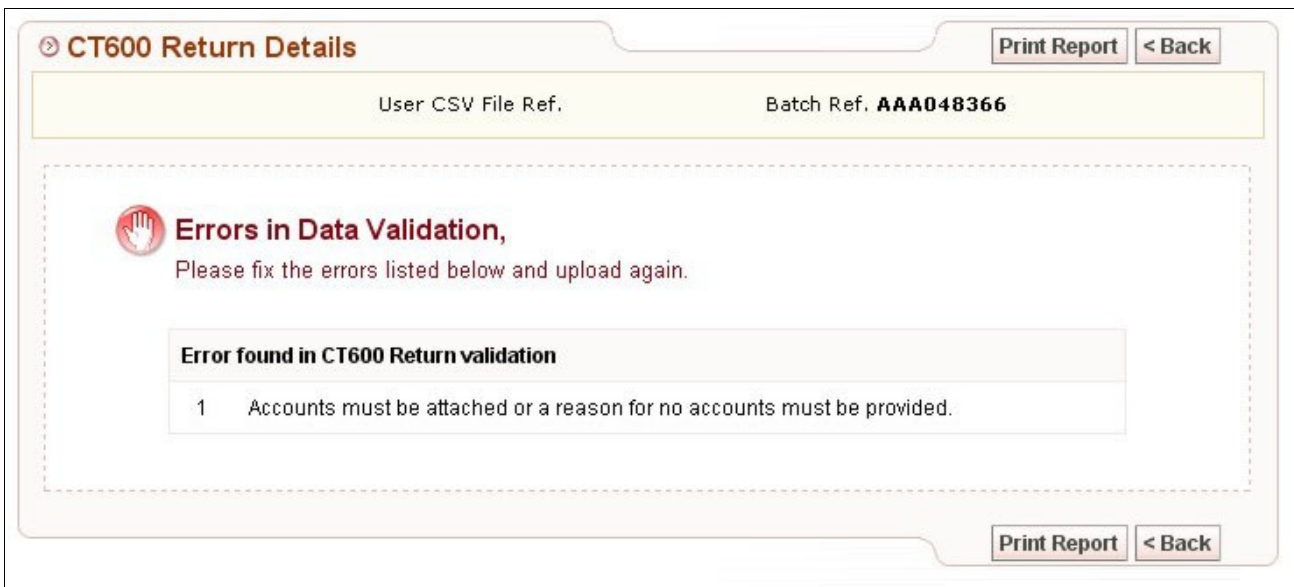 CT600 Return Details
Print Report < Back
User CSV File Ref. Batch Ref. AAA048366
Errors in Data Validation,
Please fix the errors listed below and upload again.
Error found in CT600 Return validation
1 Accounts must be attached or a reason for no accounts must be provided.
Print Report < Back